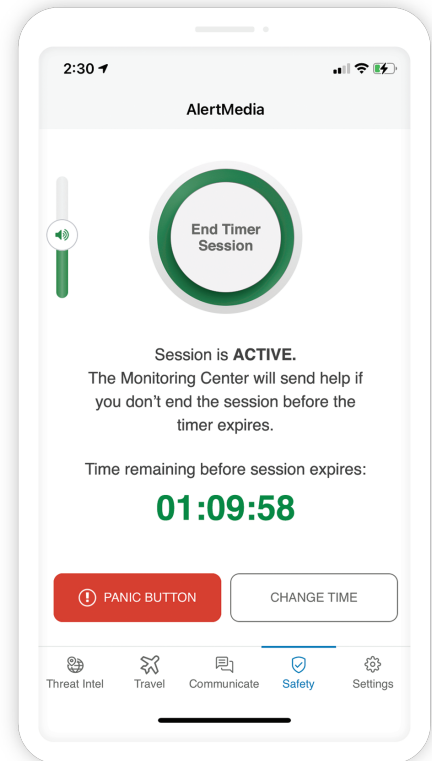 2:30
AlertMedia
End Timer
Session
Session is ACTIVE.
The Monitoring Center will send help if
you don’t end the session before the
timer expires.
Time remaining before session expires:
01:09:58
PANIC BUTTON
CHANGE TIME
Threat Intel
Travel
Communicate
Safety
Settings